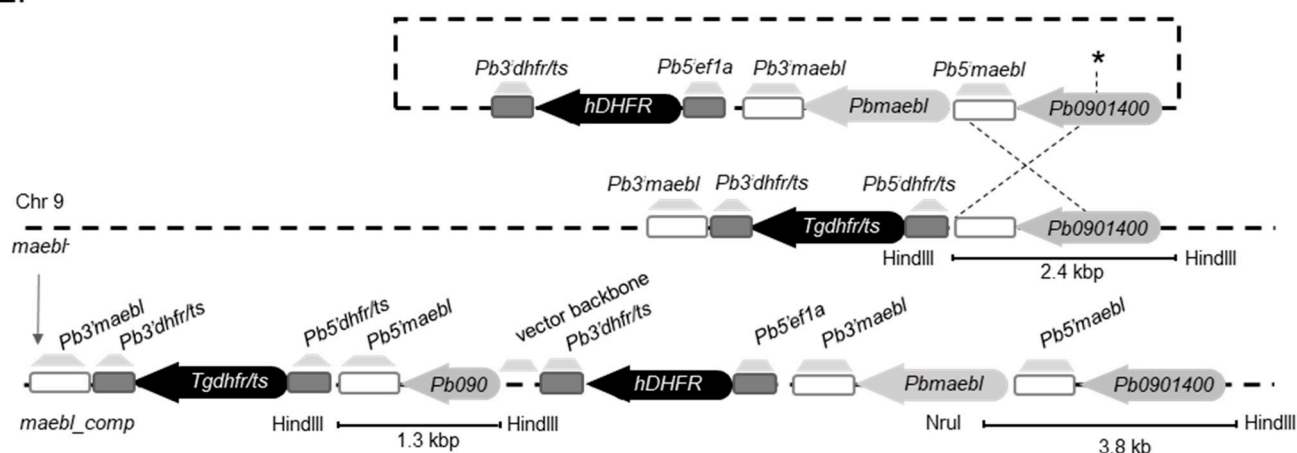 Pb3'dhfr/ts Pb5'ef1a Pb3'maebl Pb5'maebl *
hDHFR Pbmaebl Pb0901400
Pb3'maebl Pb3'dhfr/ts Pb5'dhfr/ts
Chr 9
Tgdhfr/ts Pb0901400
maebl-
HindIII HindIII
2.4 kbp
Pb3'maebl Pb3'dhfr/ts Pb5'dhfr/ts Pb5'maebl vector backbone Pb3'dhfr/ts Pb5'ef1a Pb3'maebl Pb5'maebl
Tgdhfr/ts Pb090 hDHFR Pbmaebl Pb0901400
maebl_comp HindIII HindIII NruI HindIII
1.3 kbp 3.8 kbp